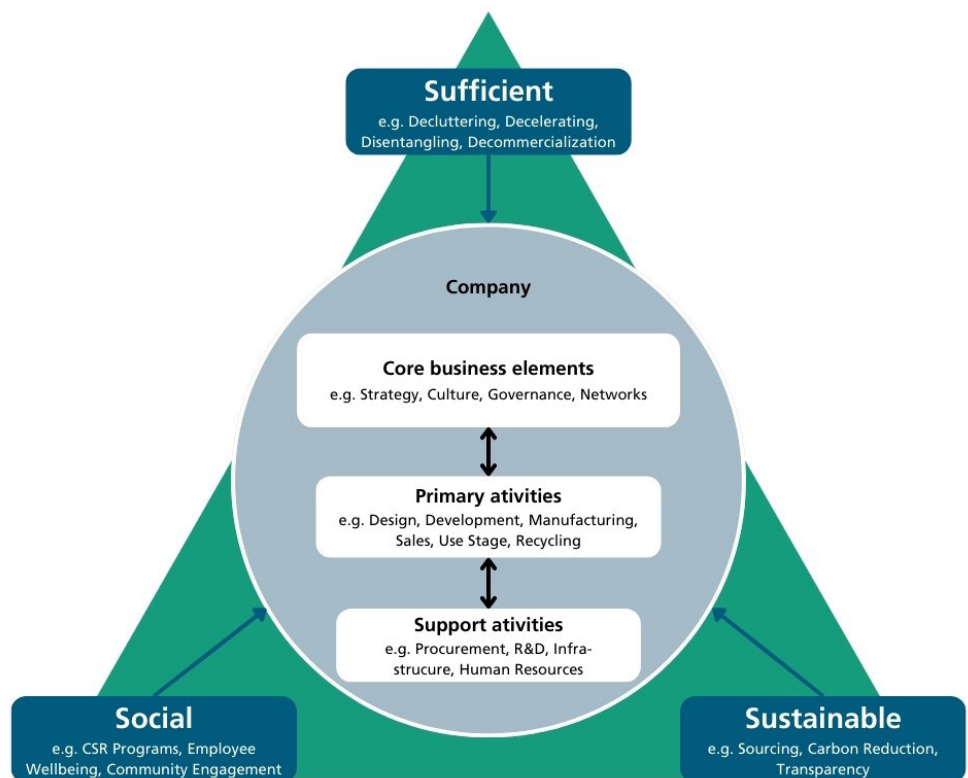 Sufficient
e.g. Decluttering, Decelerating,
Disentangling, Decommercialization
Company
Core business elements
e.g. Strategy, Culture, Governance, Networks
Primary ativities
e.g. Design, Development, Manufacturing,
Sales, Use Stage, Recycling
Support ativities
e.g. Procurement, R&D, Infra-
strucure, Human Resources
Social
e.g. CSR Programs, Employee
Wellbeing, Community Engagement
Sustainable
e.g. Sourcing, Carbon Reduction,
Transparency